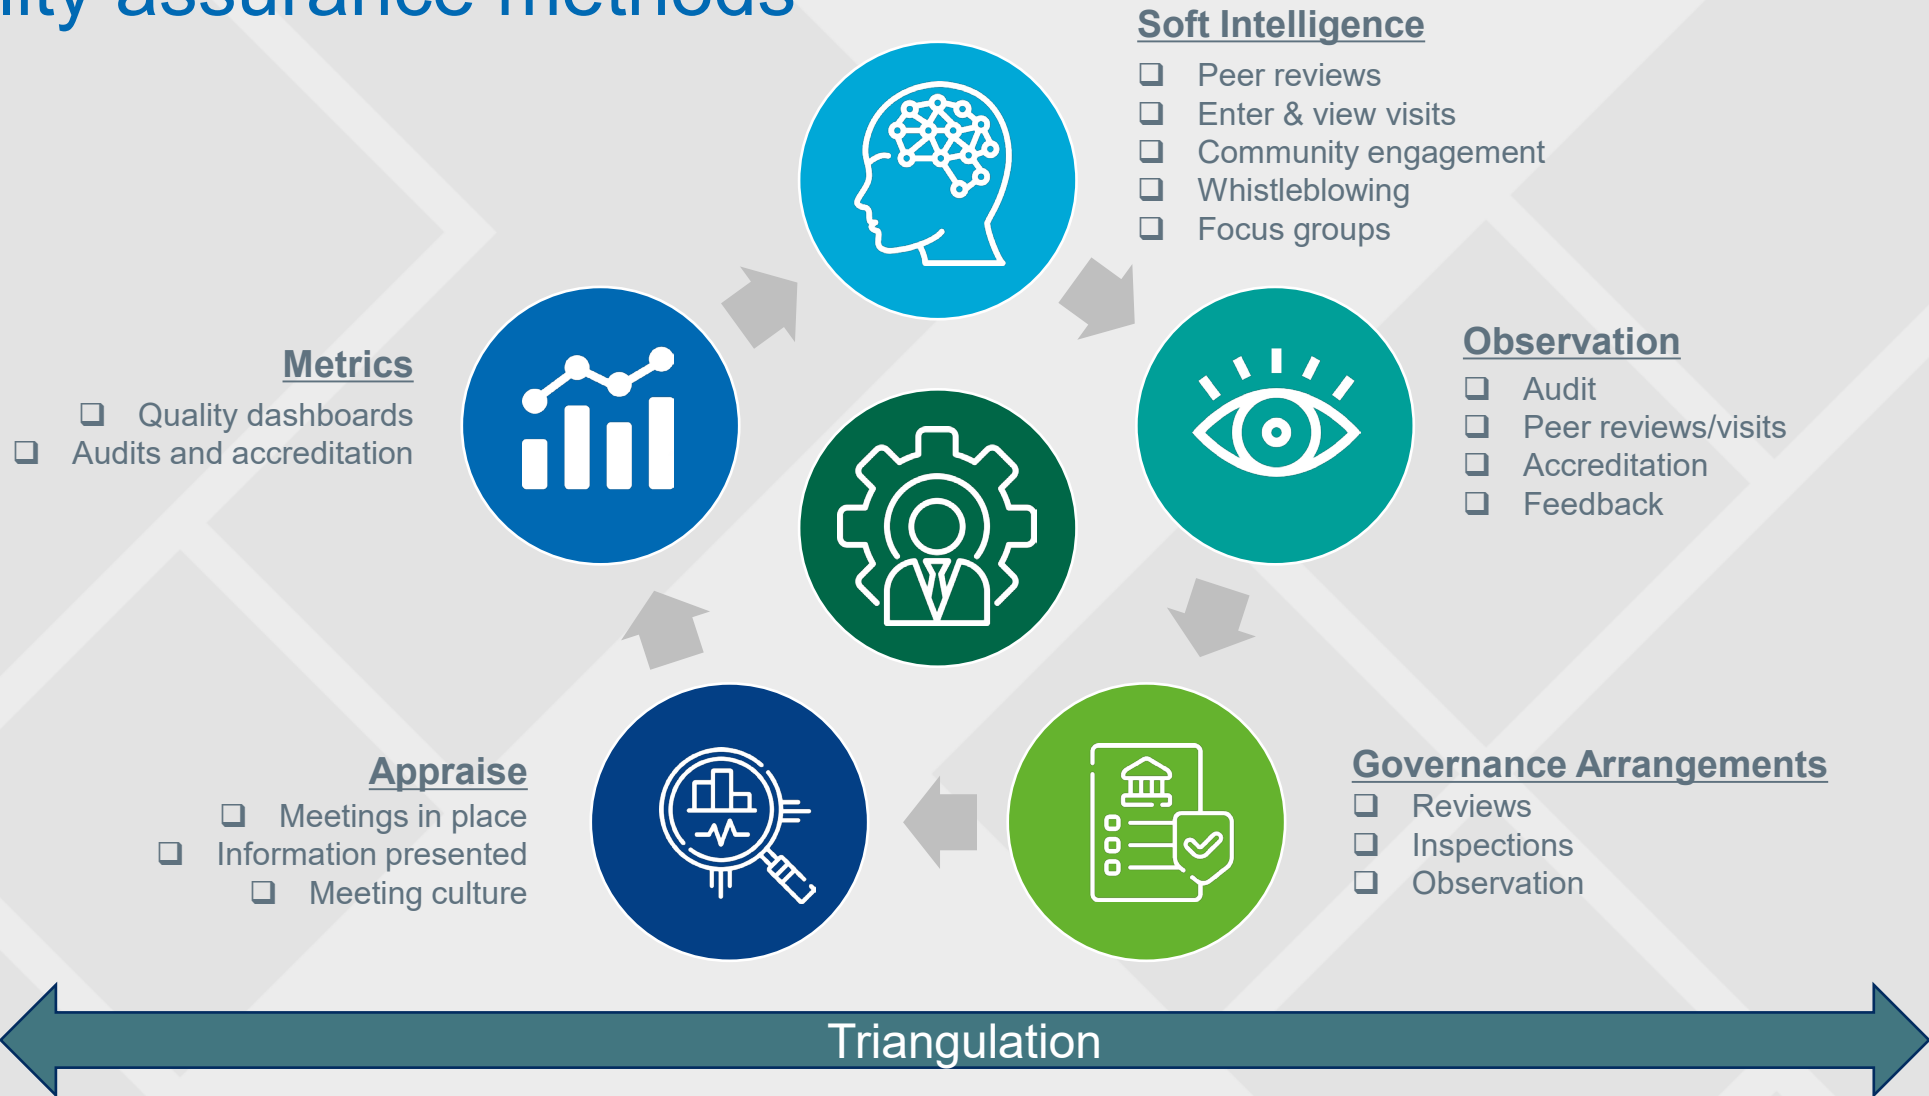 assurance methods
Soft Intelligence
❑ Peer reviews
❑ Enter & view visits
❑ Community engagement
❑ Whistleblowing
❑ Focus groups
Observation
❑ Audit
❑ Peer reviews/visits
❑ Accreditation
❑ Feedback
Governance Arrangements
❑ Reviews
❑ Inspections
❑ Observation
Appraise
❑ Meetings in place
❑ Information presented
❑ Meeting culture
Metrics
❑ Quality dashboards
❑ Audits and accreditation
Triangulation